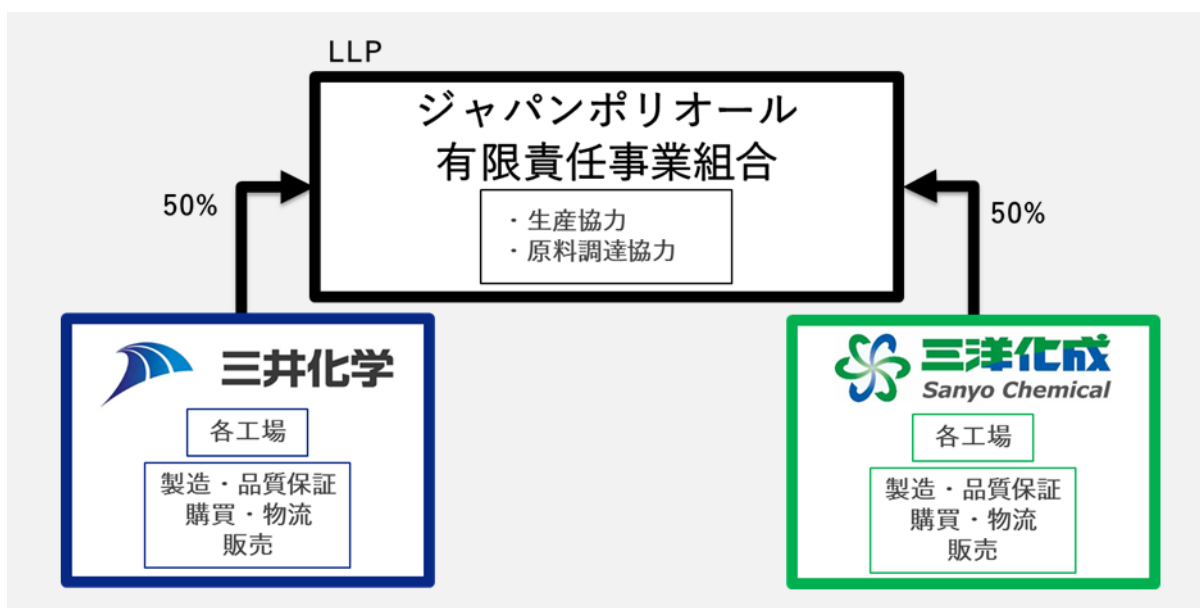 LLP
ジャパンポリオール
有限責任事業組合
・生産協力
・原料調達協力
50%
50%
三井化学
各工場
製造・品質保証
購買・物流
販売
三洋化成
Sanyo Chemical
各工場
製造・品質保証
購買・物流
販売